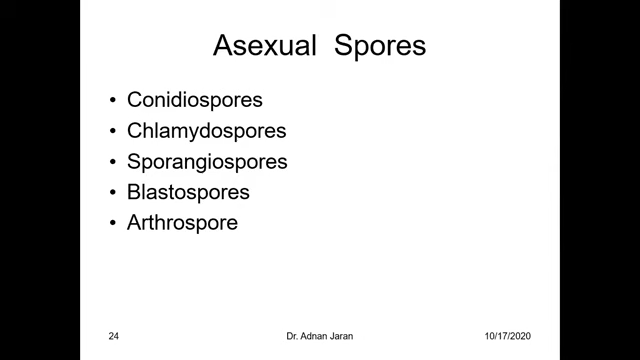 Asexual Spores
• Conidiospores
• Chlamydospores
• Sporangiospores
• Blastospores
• Arthrospore
24 Dr. Adnan Jaran 10/17/2020